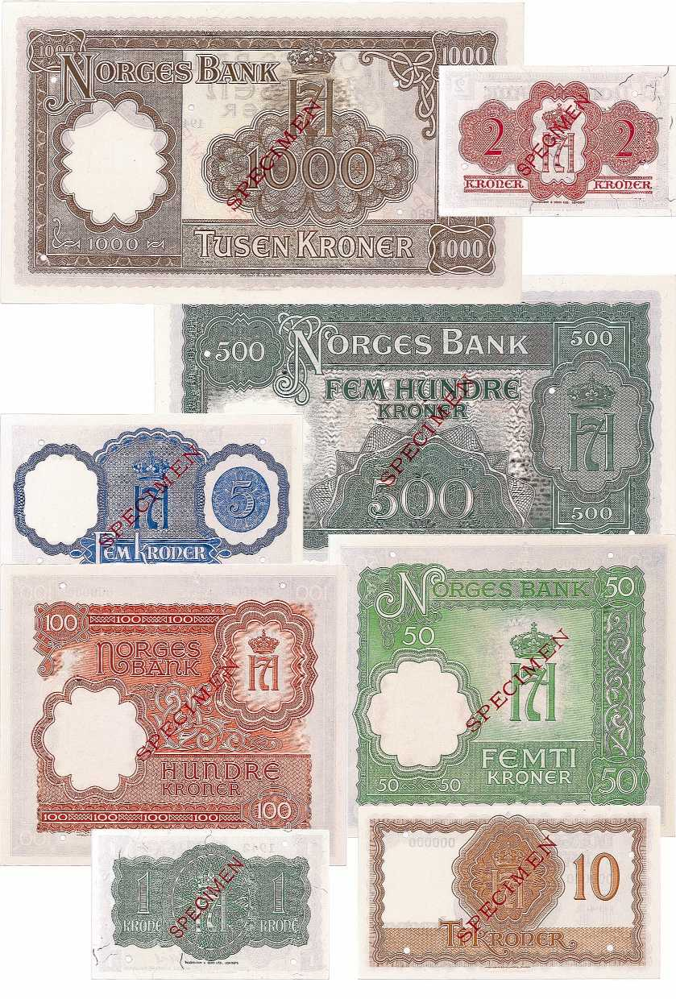 1000
NORGES BANK
1000
SPECIMEN
1000
1000
TUSEN KRONER
1000
2
2
SPECIMEN
KRONER
KRONER
500
NORGES BANK
500
FEM HUNDRE
KRONER
SPECIMEN
500
500
5
SPECIMEN
FEM KRONER
100
100 100 100
NORGES
BANK
SPECIMEN
HUNDRE
KRONER
100 100 100 100
100
NORGES BANK
50
50
SPECIMEN
FEMTI
KRONER
50 50
50
1
1
SPECIMEN
KRONE
KRONE
000000
10
SPECIMEN
TI KRONER